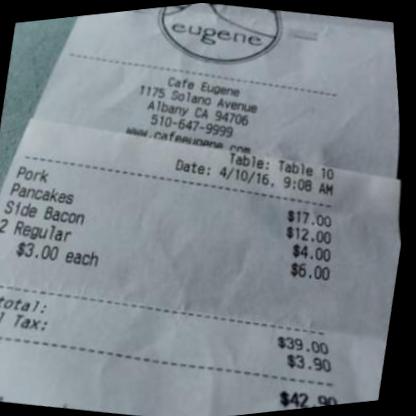 eugene
Cafe Eugene
1175 Solano Avenue
Albany CA 94706
510-647-9999
www.cafeeugene.com
Table: Table 10
Date: 4/10/16, 9:08 AM
Pork $17.00
Pancakes $12.00
Side Bacon $4.00
2 Regular $6.00
$3.00 each
total: $39.00
Tax: $3.90
$42.90